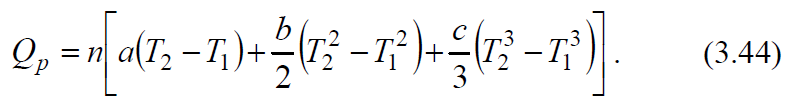 Q_p = n[a(T_2 − T_1) + b/2(T_2^2 − T_1^2) + c/3(T_2^3 − T_1^3)]. (3.44)